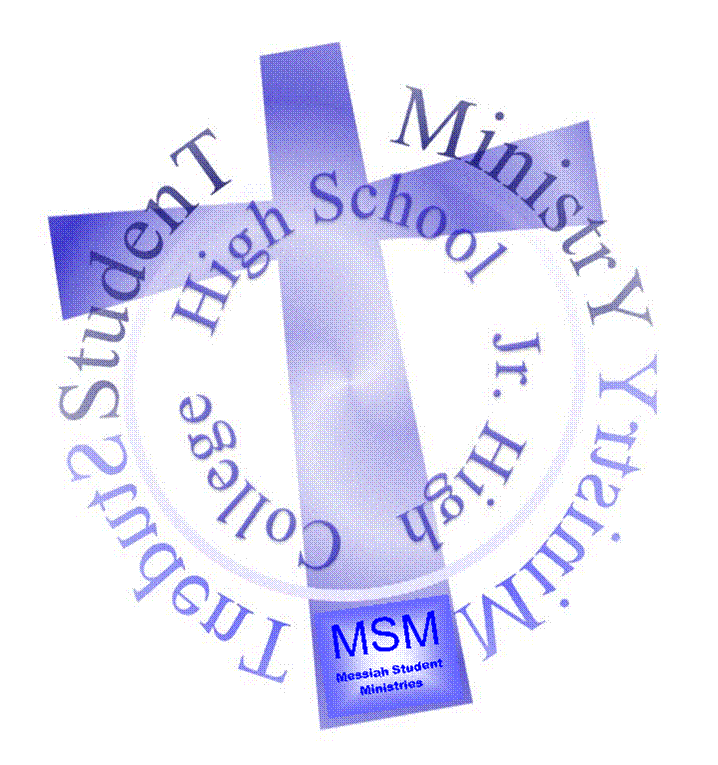 StudenT MinistrY
High School
Jr. High
College
StudenT MinistrY
MSM
Messiah Student
Ministries